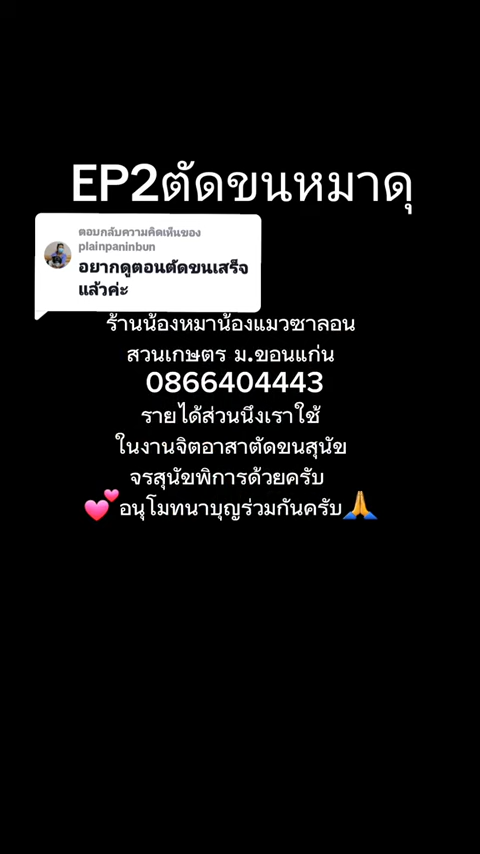 EP2ตัดขนหมาดุ
ตอบกลับความคิดเห็นของ
plainpaninbun
อยากดูตอนตัดขนเสร็จ
แล้วค่ะ
ร้านน้องหมาน้องแมวซาลอน
สวนเกษตร ม.ขอนแก่น
0866404443
รายได้ส่วนนึงเราใช้
ในงานจิตอาสาตัดขนสุนัข
จรสุนัขพิการด้วยครับ
💕อนุโมทนาบุญร่วมกันครับ🙏